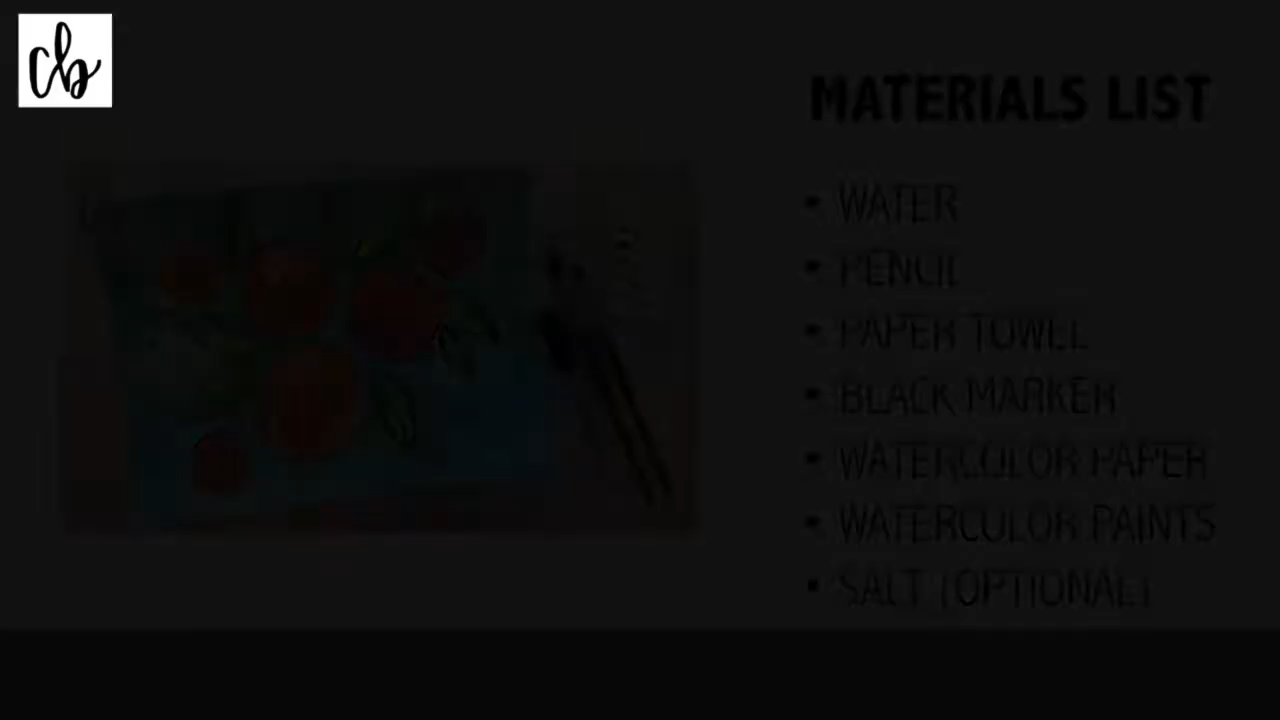 cb
MATERIALS LIST
• WATER
• PENCIL
• PAPER TOWEL
• BLACK MARKER
• WATERCOLOR PAPER
• WATERCOLOR PAINTS
• SALT (OPTIONAL)